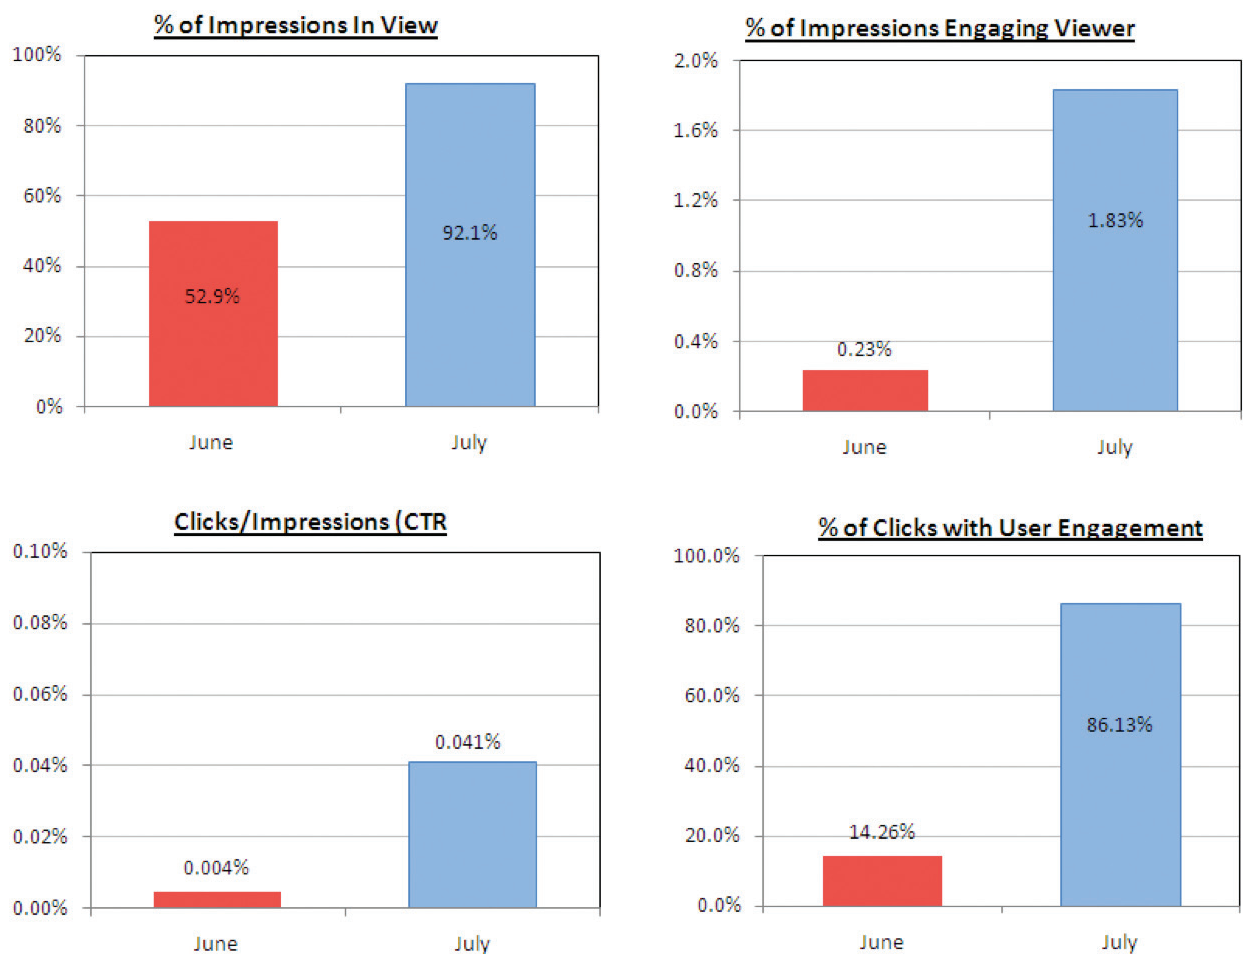 % of Impressions In View
100%
80%
60%
40%
20%
0%
52.9%
92.1%
June
July
% of Impressions Engaging Viewer
2.0%
1.6%
1.2%
0.8%
0.4%
0.0%
0.23%
1.83%
June
July
Clicks/Impressions (CTR
0.10%
0.08%
0.06%
0.04%
0.02%
0.00%
0.004%
0.041%
June
July
% of Clicks with User Engagement
100.0%
80.0%
60.0%
40.0%
20.0%
0.0%
14.26%
86.13%
June
July